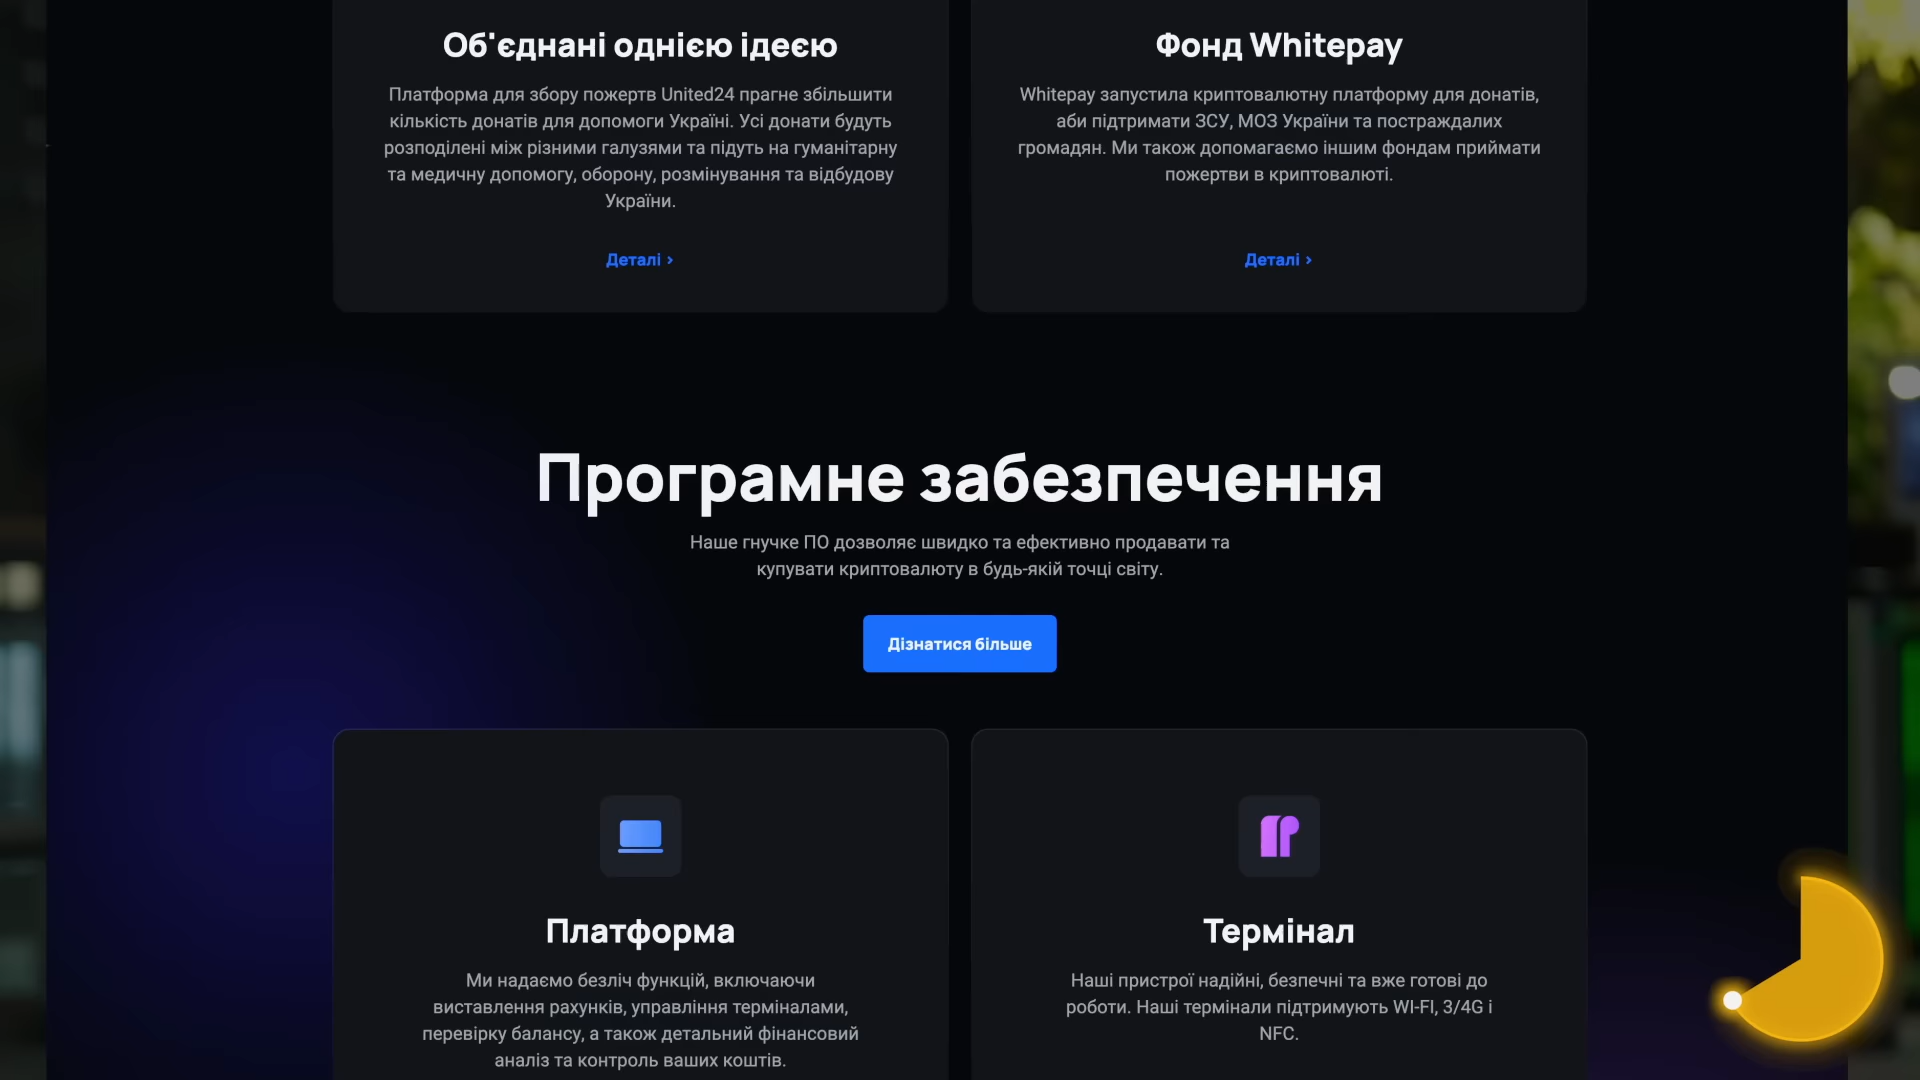 Об'єднані однією ідеєю
Платформа для збору пожертв United24 прагне збільшити
кількість донатів для допомоги Україні. Усі донати будуть
розподілені між різними галузями та підуть на гуманітарну
та медичну допомогу, оборону, розмінування та відбудову
України.
Деталі ›
Фонд Whitepay
Whitepay запустила криптовалютну платформу для донатів,
аби підтримати ЗСУ, МОЗ України та постраждалих
громадян. Ми також допомагаємо іншим фондам приймати
пожертви в криптовалюті.
Деталі ›
Програмне забезпечення
Наше гнучке ПО дозволяє швидко та ефективно продавати та
купувати криптовалюту в будь-якій точці світу.
Дізнатися більше
Платформа
Ми надаємо безліч функцій, включаючи
виставлення рахунків, управління терміналами,
перевірку балансу, а також детальний фінансовий
аналіз та контроль ваших коштів.
Термінал
Наші пристрої надійні, безпечні та вже готові до
роботи. Наші термінали підтримують WI-FI, 3/4G і
NFC.